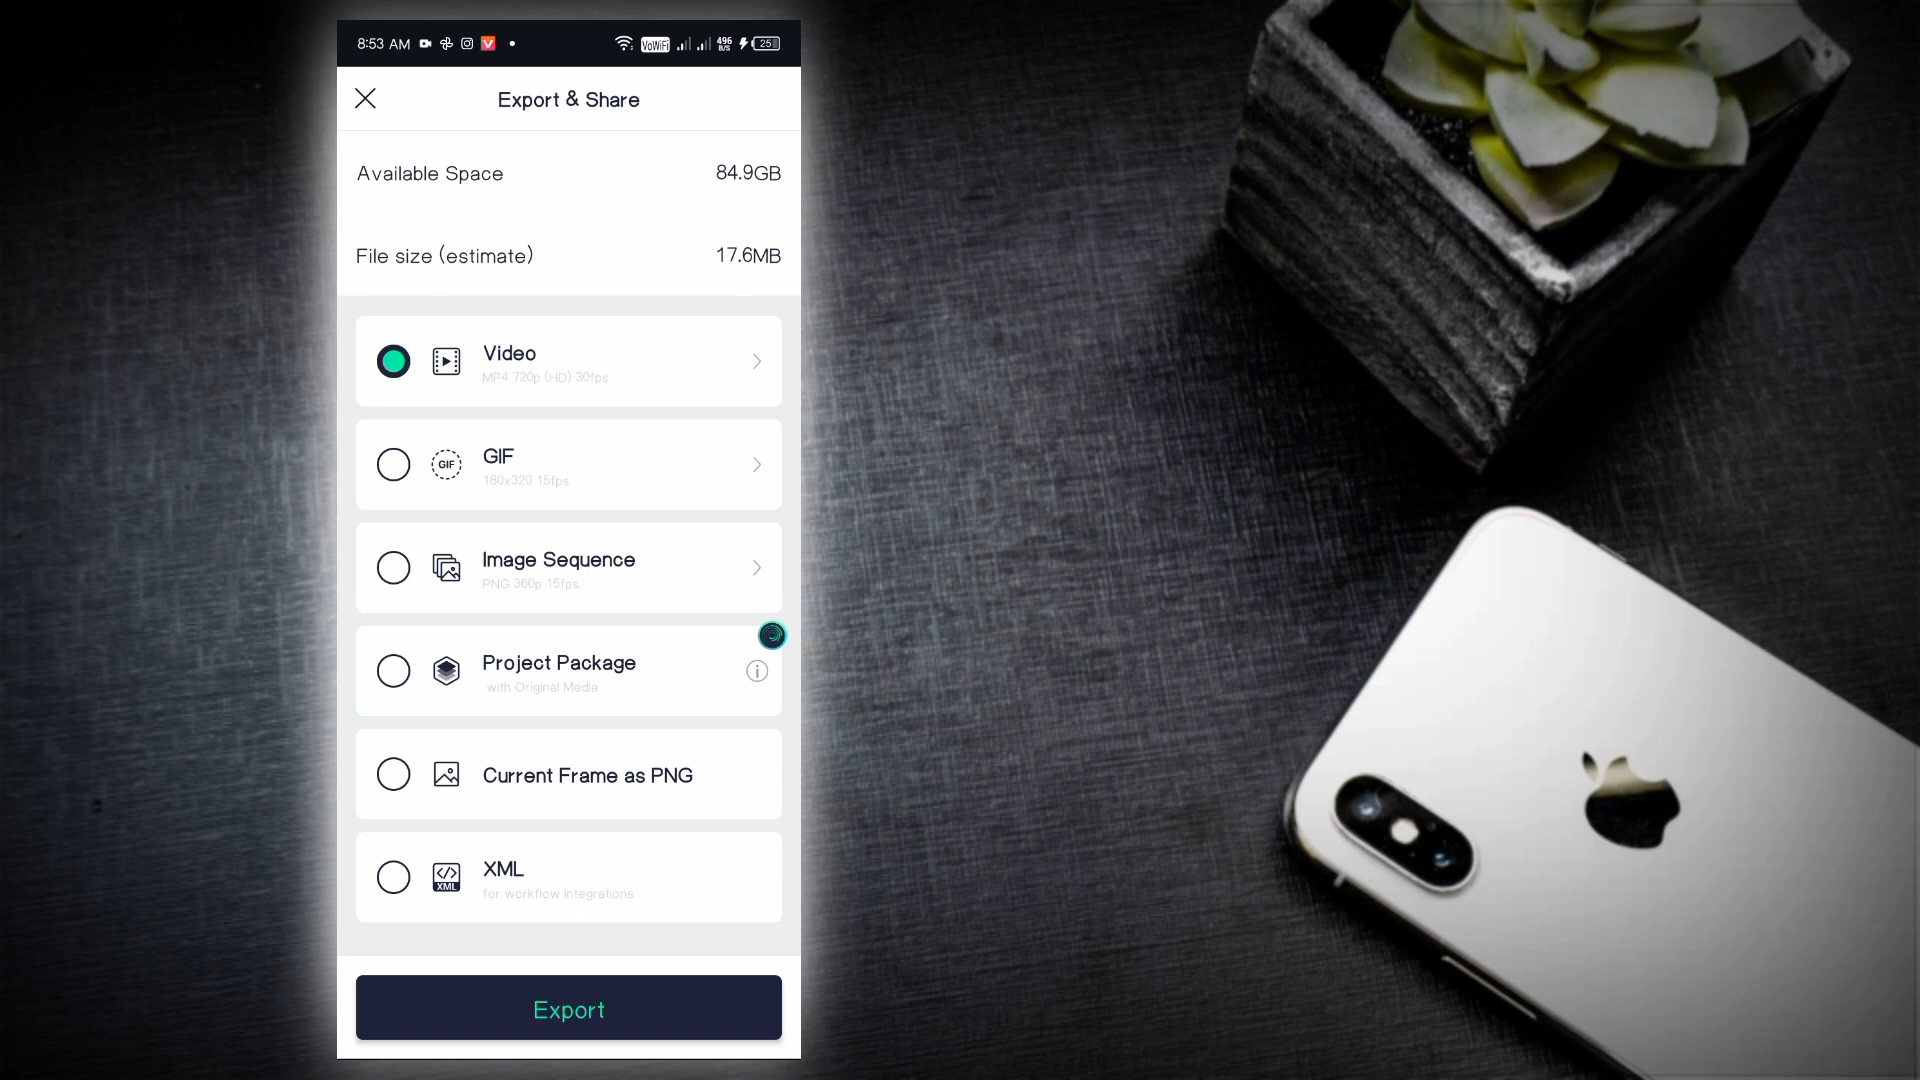 8:53 AM VoWiFi 496 B/S 25
Export & Share
Available Space 84.9GB
File size (estimate) 17.6MB
Video
MP4 720p (HD) 30fps
GIF GIF
180x320 15fps
Image Sequence
PNG 360p 15fps
Project Package
with Original Media
Current Frame as PNG
XML XML
for workflow integrations
Export